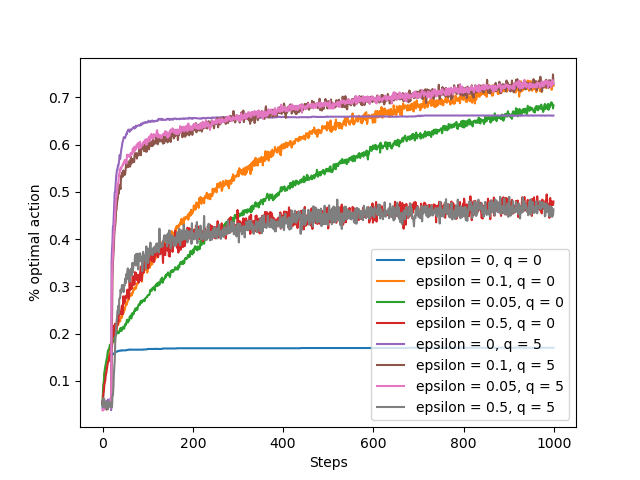 0.7
0.6
0.5
0.4
0.3
0.2
0.1
% optimal action
0
200
400
600
800
1000
Steps
epsilon = 0, q = 0
epsilon = 0.1, q = 0
epsilon = 0.05, q = 0
epsilon = 0.5, q = 0
epsilon = 0, q = 5
epsilon = 0.1, q = 5
epsilon = 0.05, q = 5
epsilon = 0.5, q = 5